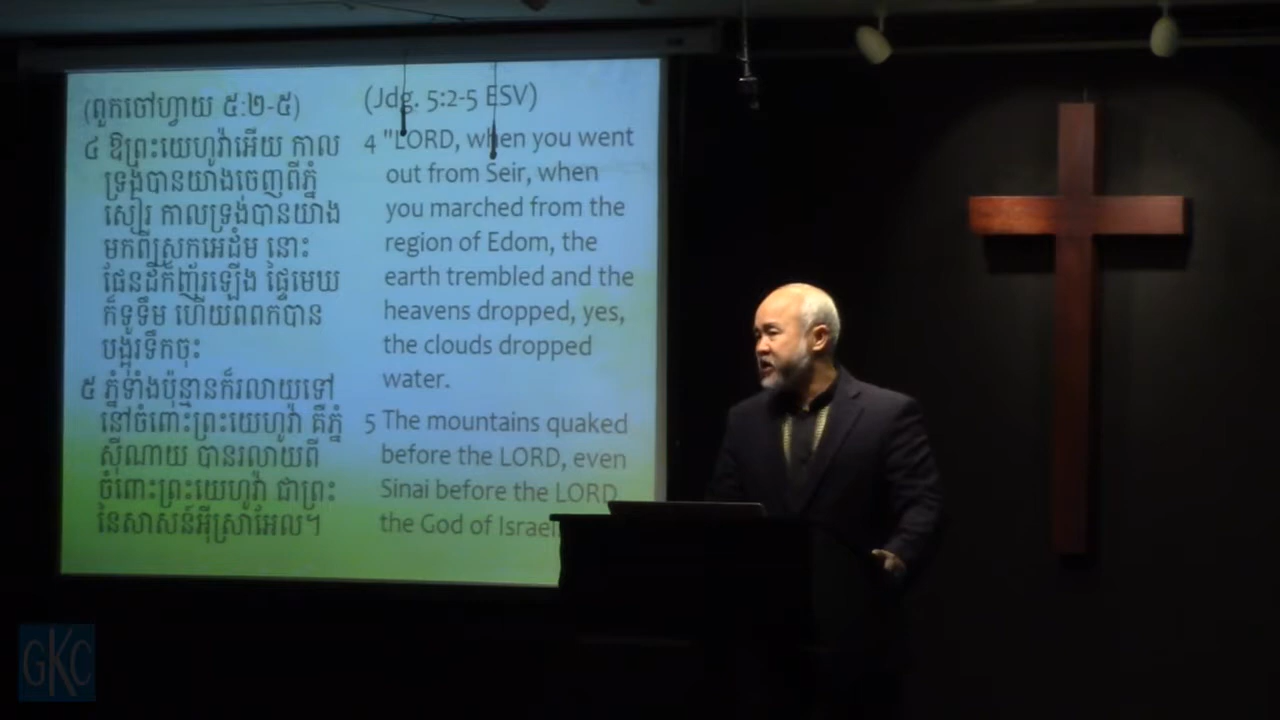 (ពួកចៅហ្វាយ ៥:២-៥)
៤ ឱព្រះយេហូវ៉ាអើយ កាល
ទ្រង់បានយាងចេញពីភ្នំ
សៀរ កាលទ្រង់បានយាង
មកពីស្រុកអេដំម នោះ
ផែនដីក៏ញ័រឡើង ផ្ទៃមេឃ
ក៏ទូទឹម ហើយពពកបាន
បង្អុរទឹកចុះ
៥ ភ្នំទាំងប៉ុន្មានក៏រលាយទៅ
នៅចំពោះព្រះយេហូវ៉ា គឺភ្នំ
ស៊ីណាយ បានរលាយពី
ចំពោះព្រះយេហូវ៉ា ជាព្រះ
នៃសាសន៍អ៊ីស្រាអែល។
(Jdg. 5:2-5 ESV)
4 "LORD, when you went
out from Seir, when
you marched from the
region of Edom, the
earth trembled and the
heavens dropped, yes,
the clouds dropped
water.
5 The mountains quaked
before the LORD, even
Sinai before the LORD
the God of Israel.
GKC